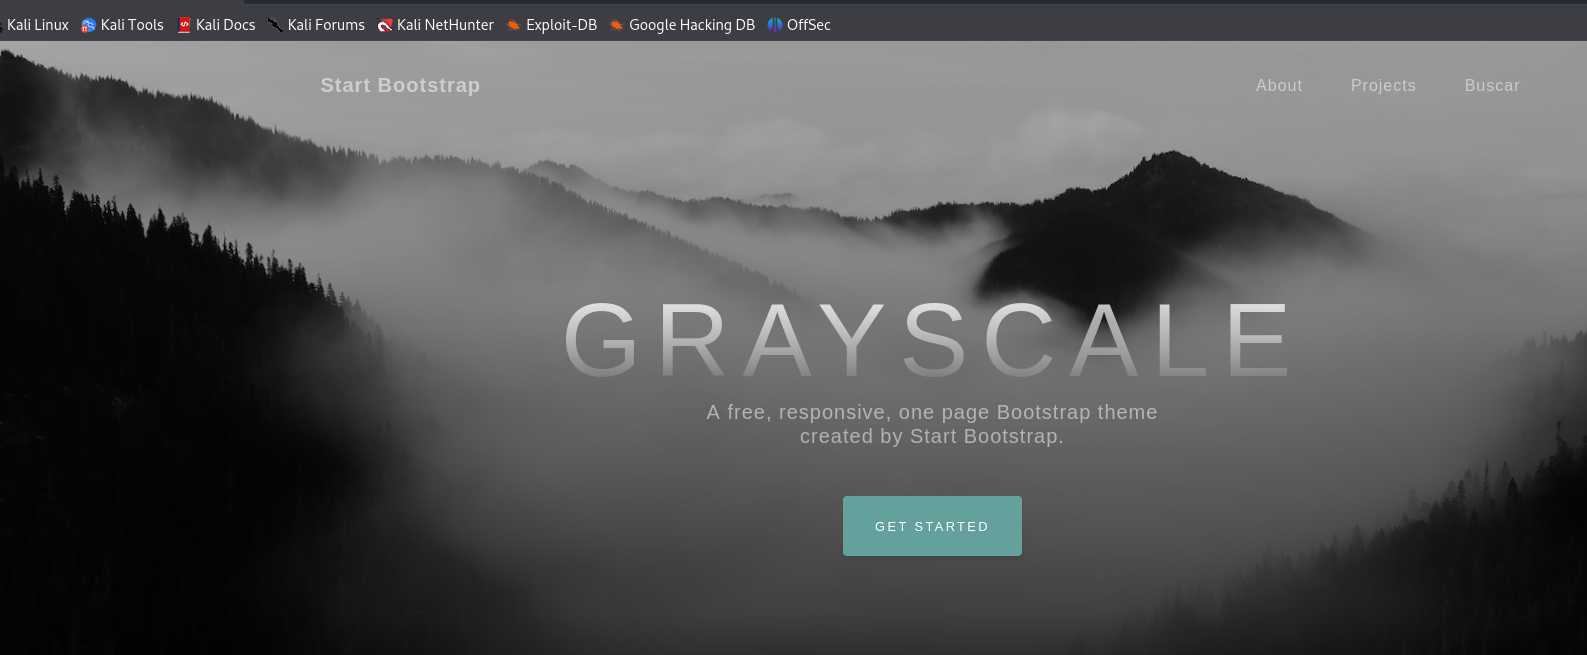 Kali Linux Kali Tools Kali Docs Kali Forums Kali NetHunter Exploit-DB Google Hacking DB OffSec
Start Bootstrap About Projects Buscar
GRAYSCALE
A free, responsive, one page Bootstrap theme
created by Start Bootstrap.
GET STARTED